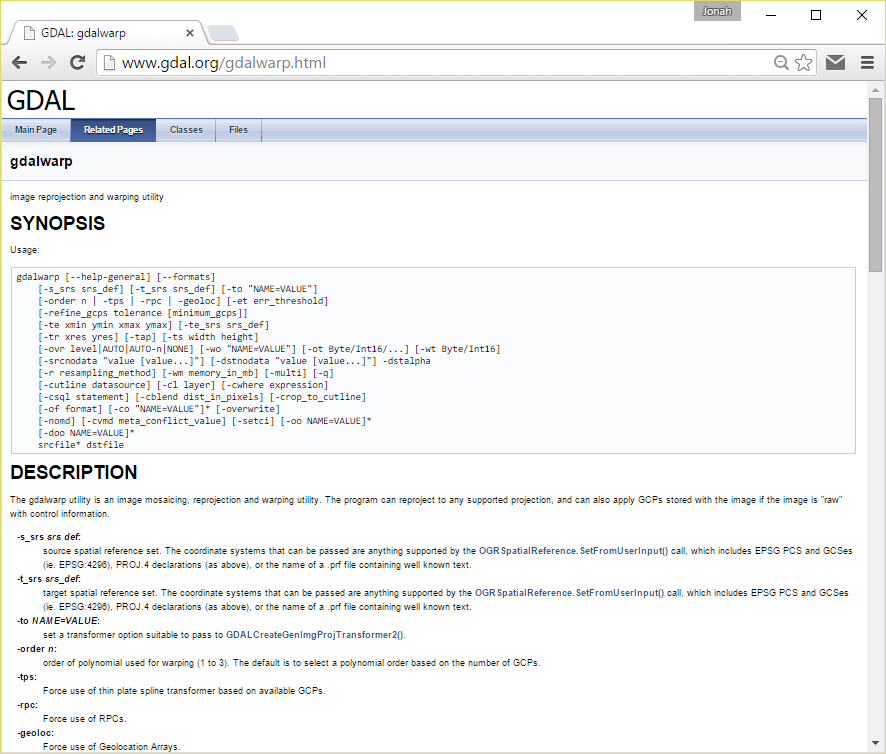 Jonah
GDAL: gdalwarp
www.gdal.org/gdalwarp.html
GDAL
Main Page
Related Pages
Classes
Files
gdalwarp
image reprojection and warping utility
SYNOPSIS
Usage:
gdalwarp [--help-general] [--formats]
[-s_srs srs_def] [-t_srs srs_def] [-to "NAME=VALUE"]
[-order n | -tps | -rpc | -geoloc] [-et err_threshold]
[-refine_gcps tolerance [minimum_gcps]]
[-te xmin ymin xmax ymax] [-te_srs srs_def]
[-tr xres yres] [-tap] [-ts width height]
[-ovr level|AUTO|AUTO-n|NONE] [-wo "NAME=VALUE"] [-ot Byte/Int16/...] [-wt Byte/Int16]
[-srcnodata "value [value...]"] [-dstnodata "value [value...]"] -dstalpha
[-r resampling_method] [-wm memory_in_mb] [-multi] [-q]
[-cutline datasource] [-cl layer] [-cwhere expression]
[-csql statement] [-cblend dist_in_pixels] [-crop_to_cutline]
[-of format] [-co "NAME=VALUE"]* [-overwrite]
[-nomd] [-cvmd meta_conflict_value] [-setci] [-oo NAME=VALUE]*
[-doo NAME=VALUE]*
srcfile* dstfile
DESCRIPTION
The gdalwarp utility is an image mosaicing, reprojection and warping utility. The program can reproject to any supported projection, and can also apply GCPs stored with the image if the image is "raw"
with control information.
-s_srs srs def:
source spatial reference set. The coordinate systems that can be passed are anything supported by the OGRSpatialReference.SetFromUserInput() call, which includes EPSG PCS and GCSes
(ie. EPSG:4296), PROJ.4 declarations (as above), or the name of a .prf file containing well known text.
-t_srs srs_def:
target spatial reference set. The coordinate systems that can be passed are anything supported by the OGRSpatialReference.SetFromUserInput() call, which includes EPSG PCS and GCSes
(ie. EPSG:4296), PROJ.4 declarations (as above), or the name of a .prf file containing well known text.
-to NAME=VALUE:
set a transformer option suitable to pass to GDALCreateGenImgProjTransformer2().
-order n:
order of polynomial used for warping (1 to 3). The default is to select a polynomial order based on the number of GCPs.
-tps:
Force use of thin plate spline transformer based on available GCPs.
-rpc:
Force use of RPCs.
-geoloc:
Force use of Geolocation Arrays.